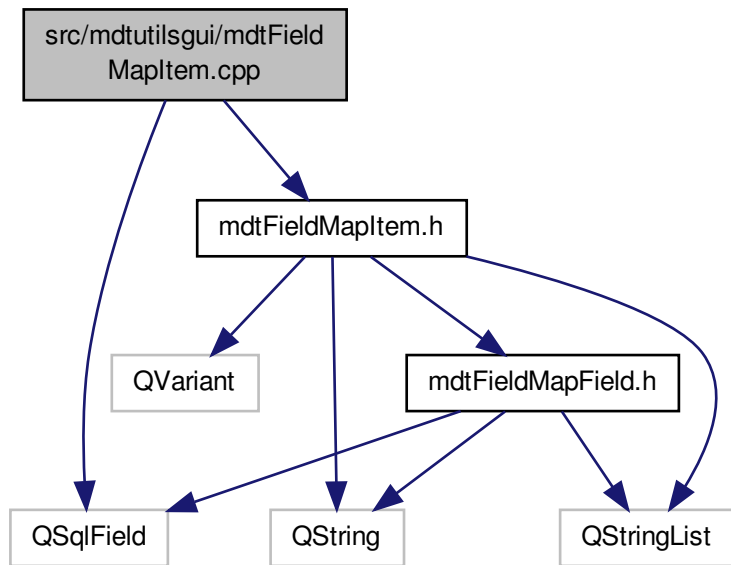 src/mdtutilsgui/mdtField
MapItem.cpp
mdtFieldMapItem.h
QVariant
mdtFieldMapField.h
QSqlField
QString
QStringList